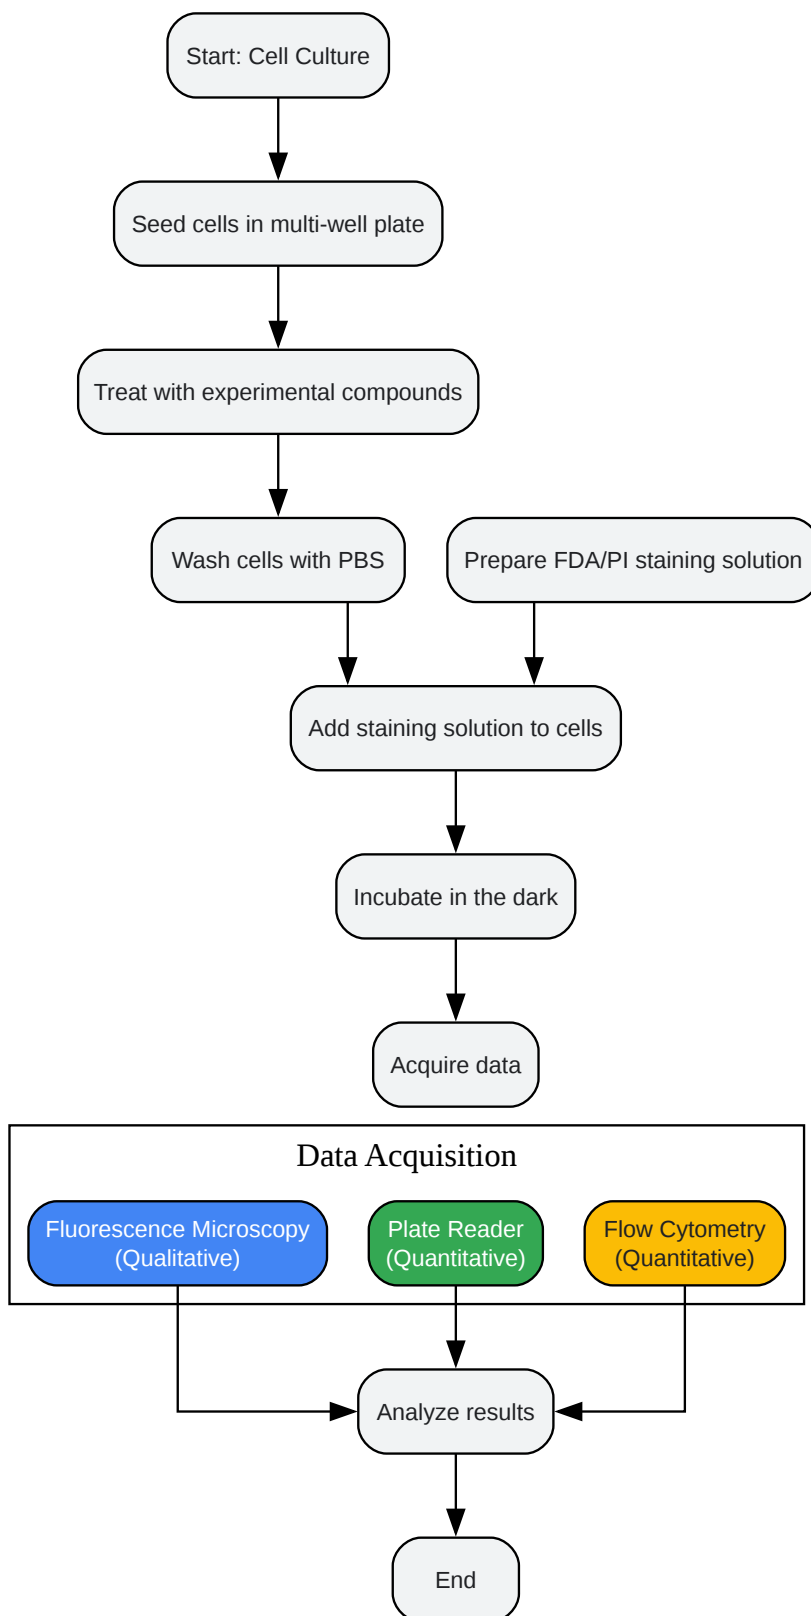 Start: Cell Culture
Seed cells in multi-well plate
Treat with experimental compounds
Wash cells with PBS
Prepare FDA/PI staining solution
Add staining solution to cells
Incubate in the dark
Acquire data
Data Acquisition
Fluorescence Microscopy
(Qualitative)
Plate Reader
(Quantitative)
Flow Cytometry
(Quantitative)
Analyze results
End